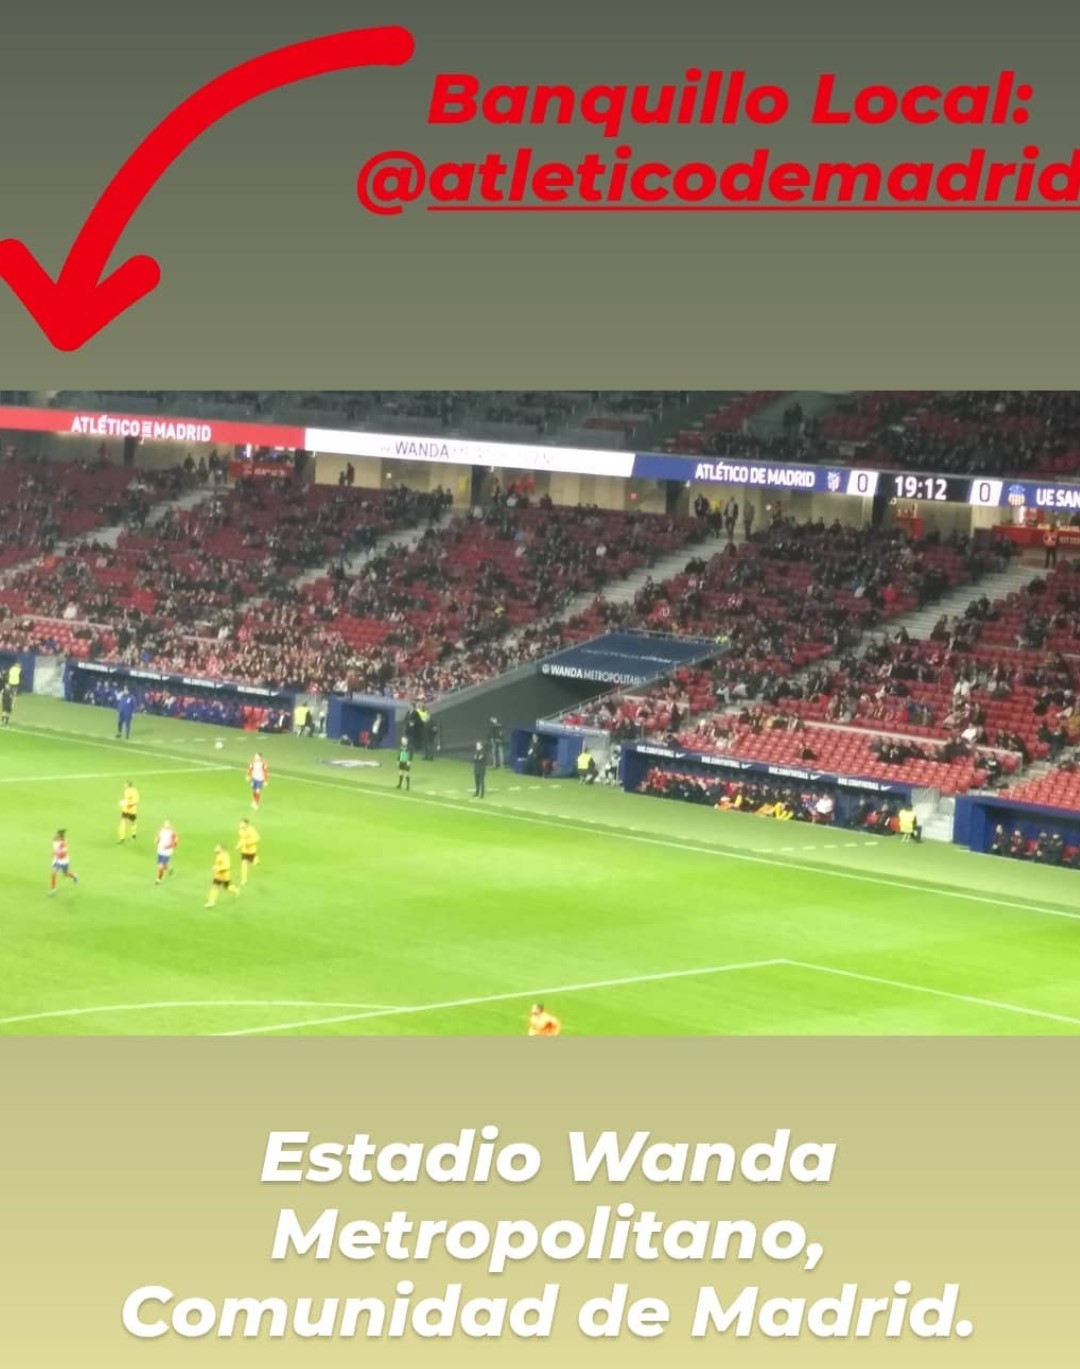 Banquillo Local:
@atleticodemadrid
ATLÉTICO DE MADRID
WANDA
ATLÉTICO DE MADRID 0 19:12 0 UE SAN
WANDA METROPOLITANO
Estadio Wanda
Metropolitano,
Comunidad de Madrid.